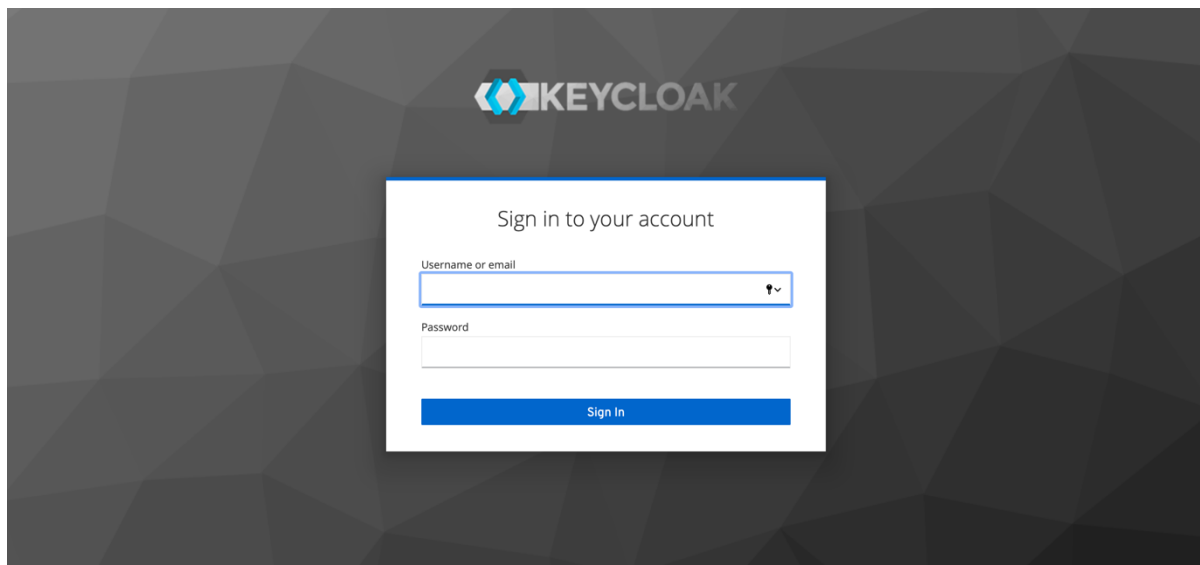 KEYCLOAK
Sign in to your account
Username or email
Password
Sign In